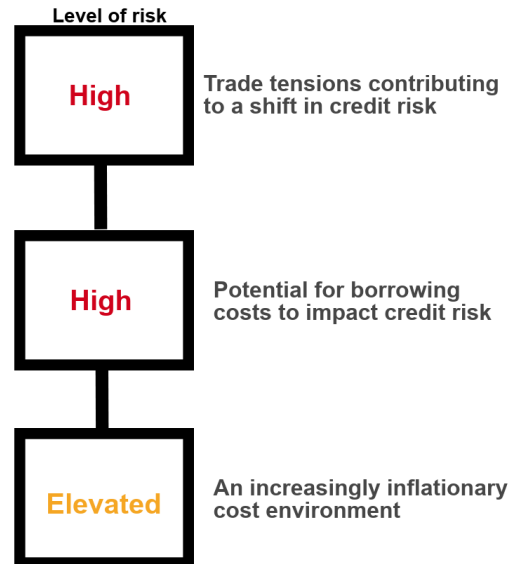 Level of risk
High
Trade tensions contributing
to a shift in credit risk
High
Potential for borrowing
costs to impact credit risk
Elevated
An increasingly inflationary
cost environment